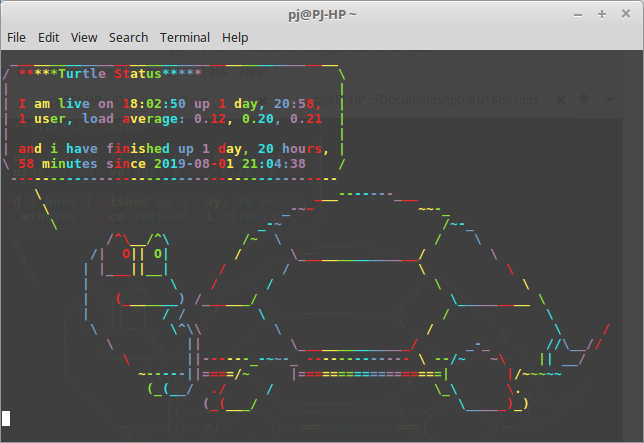 pj@PJ-HP ~
File Edit View Search Terminal Help
*****Turtle Status*****
I am live on 18:02:50 up 1 day, 20:58,
1 user, load average: 0.12, 0.20, 0.21
and i have finished up 1 day, 20 hours,
58 minutes since 2019-08-01 21:04:38